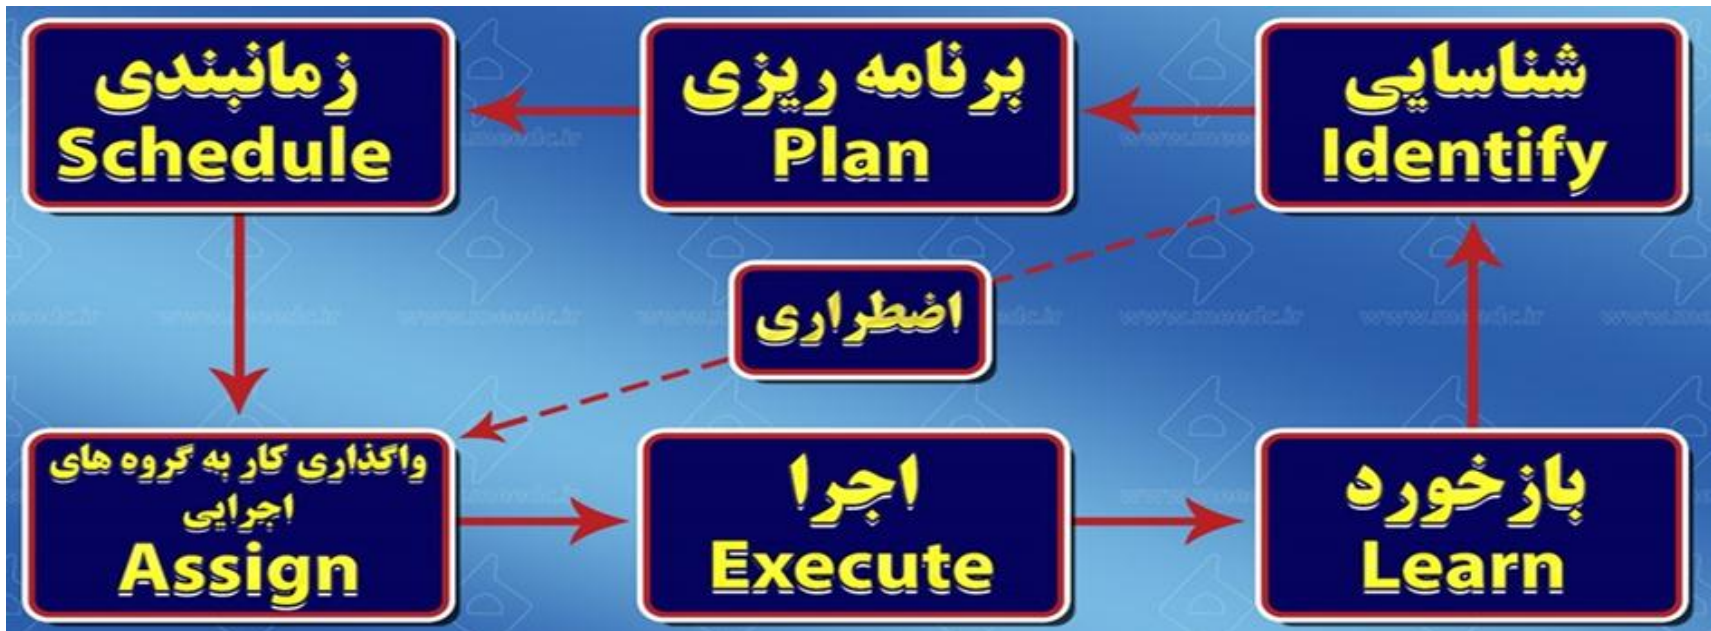 شناسایی
Identify
برنامه ریزی
Plan
زمانبندی
Schedule
اضطراری
واگذاری کار به گروه های
اجرایی
Assign
اجرا
Execute
بازخورد
Learn